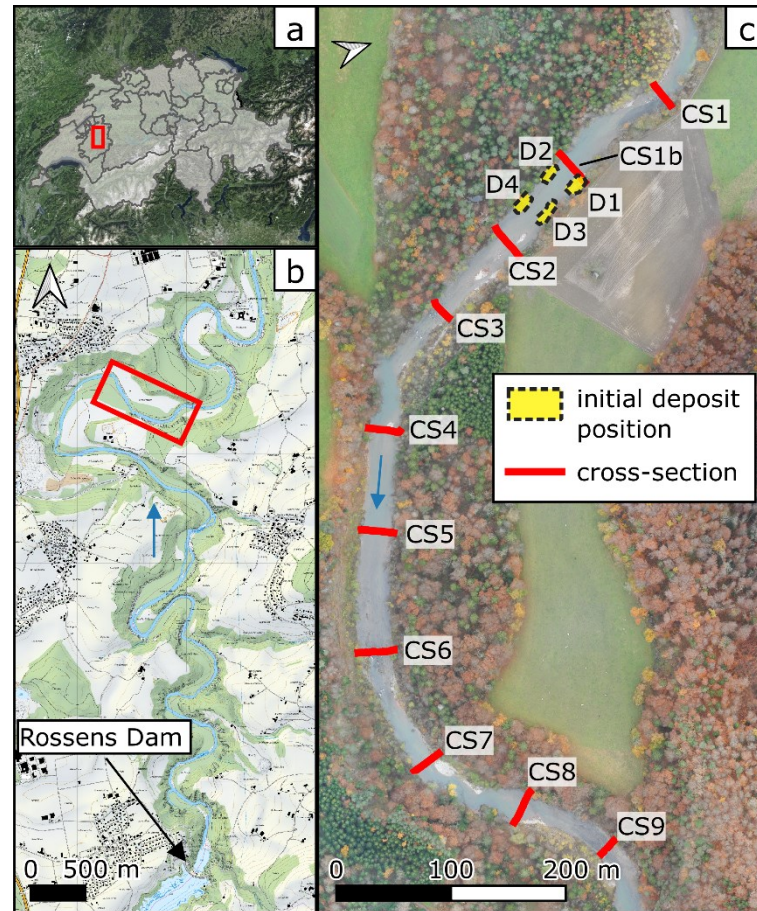 a
b
Rossens Dam
0 500 m
c
CS1
D2
CS1b
D4
D1
D3
CS2
CS3
initial deposit
position
cross-section
CS4
CS5
CS6
CS7
CS8
CS9
0 100 200 m